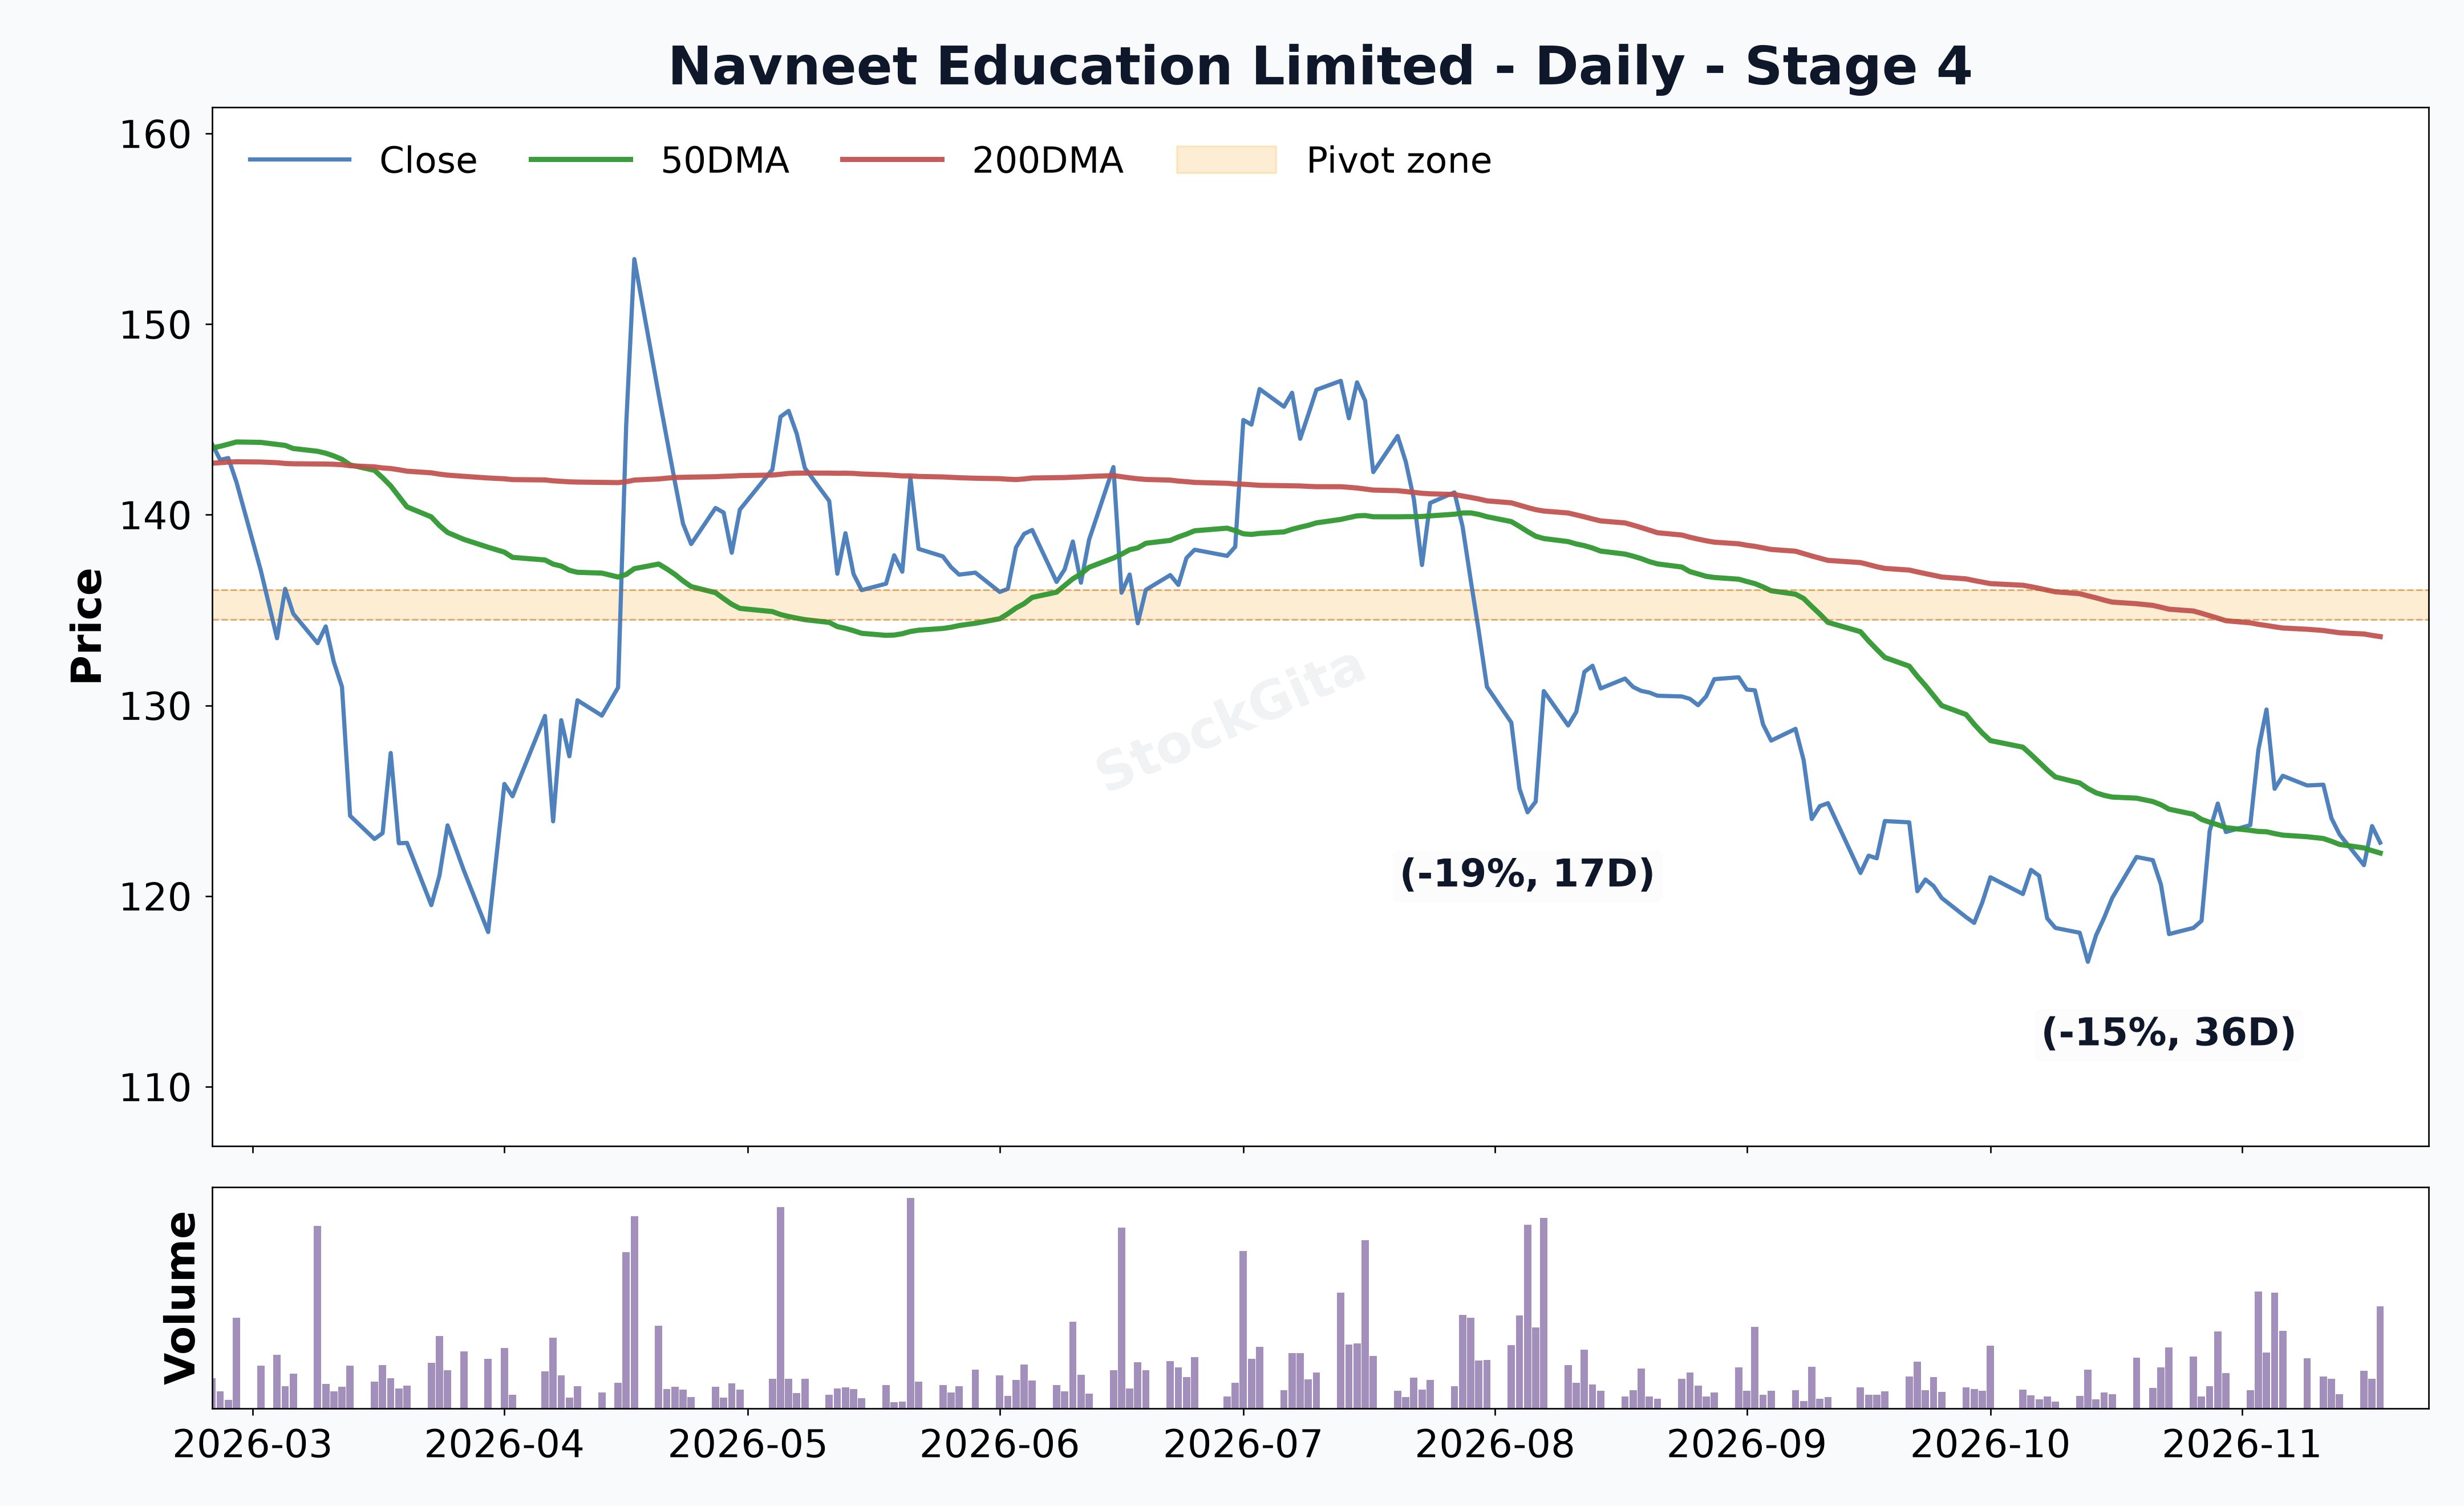 Navneet Education Limited - Daily - Stage 4
Close 50DMA 200DMA Pivot zone
160
150
140
130
120
110
Price
StockGita
(-19%, 17D)
(-15%, 36D)
Volume
2026-03 2026-04 2026-05 2026-06 2026-07 2026-08 2026-09 2026-10 2026-11